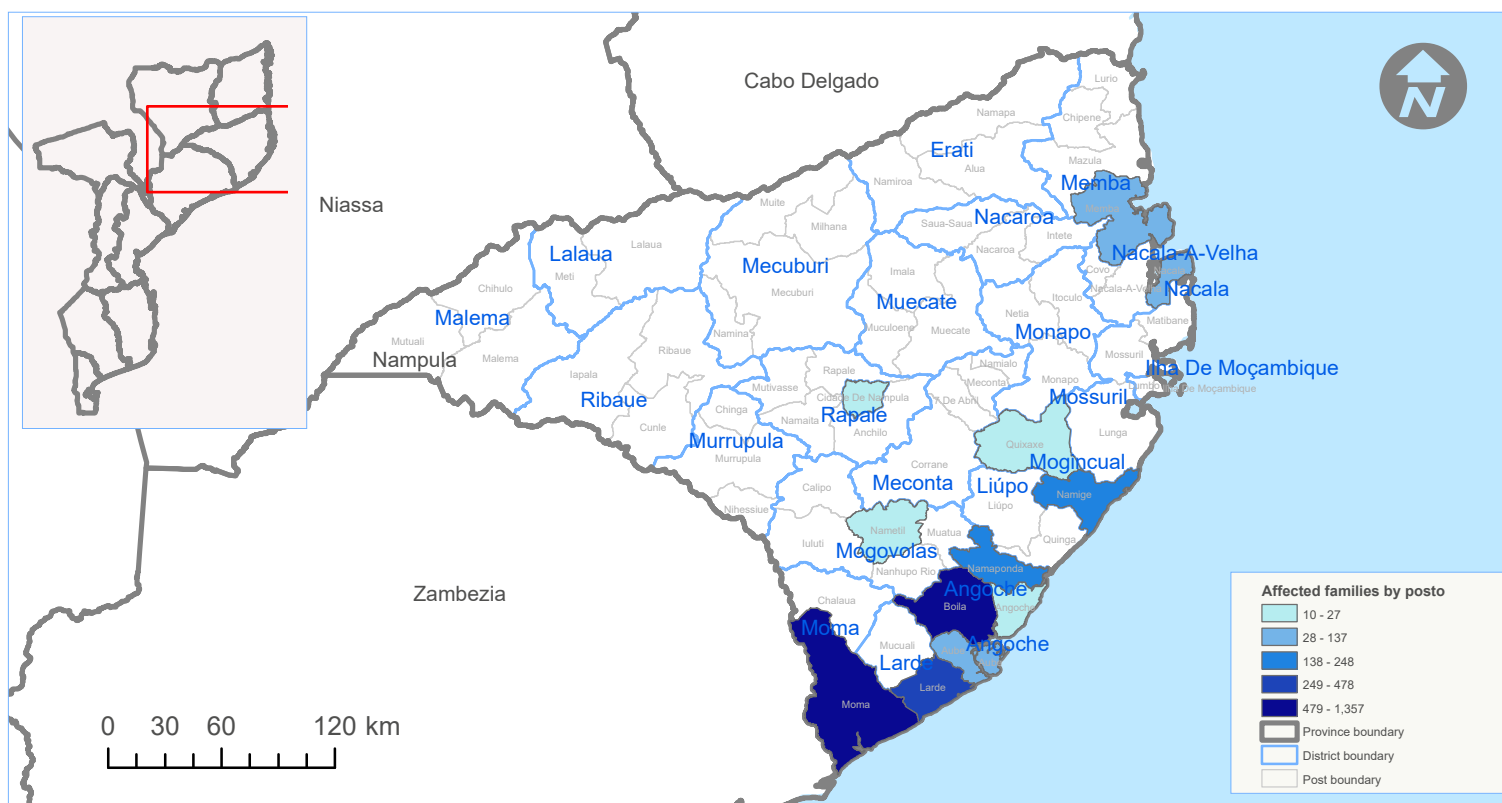 Cabo Delgado
N
Lurio
Namapa
Chipene
Erati
Alua
Mazula
Namiroa
Memba
Niassa
Muite
Milhana
Saua-Saua
Nacaroa
Intete
Nacaroa
Lalaua
Lalaua
Meti
Mecuburi
Mecuburi
Imala
Nacala-A-Velha
Covo
Nacala-A-Vel
Nacala
Chihulo
Malema
Muecate
Itoculo
Netia
Matibane
Mutuali
Malema
Nampula
Namina
Muculoene
Muecate
Monapo
Mossuril
Ribaue
Iapala
Rapale
Namialo
Meconta
Monapo
Ilha De Moçambique
Lumbo
De Moçambique
Ribaue
Mutivasse
Cidade De Nampula
7 De Abril
Mossuril
Chinga
Namaita
Rapale
Anchilo
Cunle
Murrupula
Murrupula
Quixaxe
Lunga
Corrane
Mogincual
Calipo
Meconta
Liúpo
Namige
Nihessiue
Liúpo
Nametil
Muatua
Iuluti
Mogovolas
Quinga
Nanhupo Rio
Namaponda
Zambezia
Angoche
Chalaua
Boila
Angoche
Moma
Mucuali
Angoche
Larde
Larde
Moma
0 30 60 120 km
Affected families by posto
10 - 27
28 - 137
138 - 248
249 - 478
479 - 1,357
Province boundary
District boundary
Post boundary